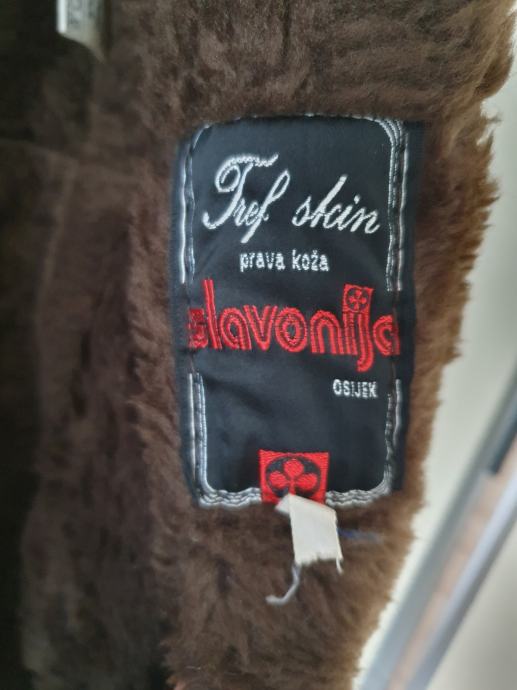 Tref skin
prava koža
slavonija
OSIJEK